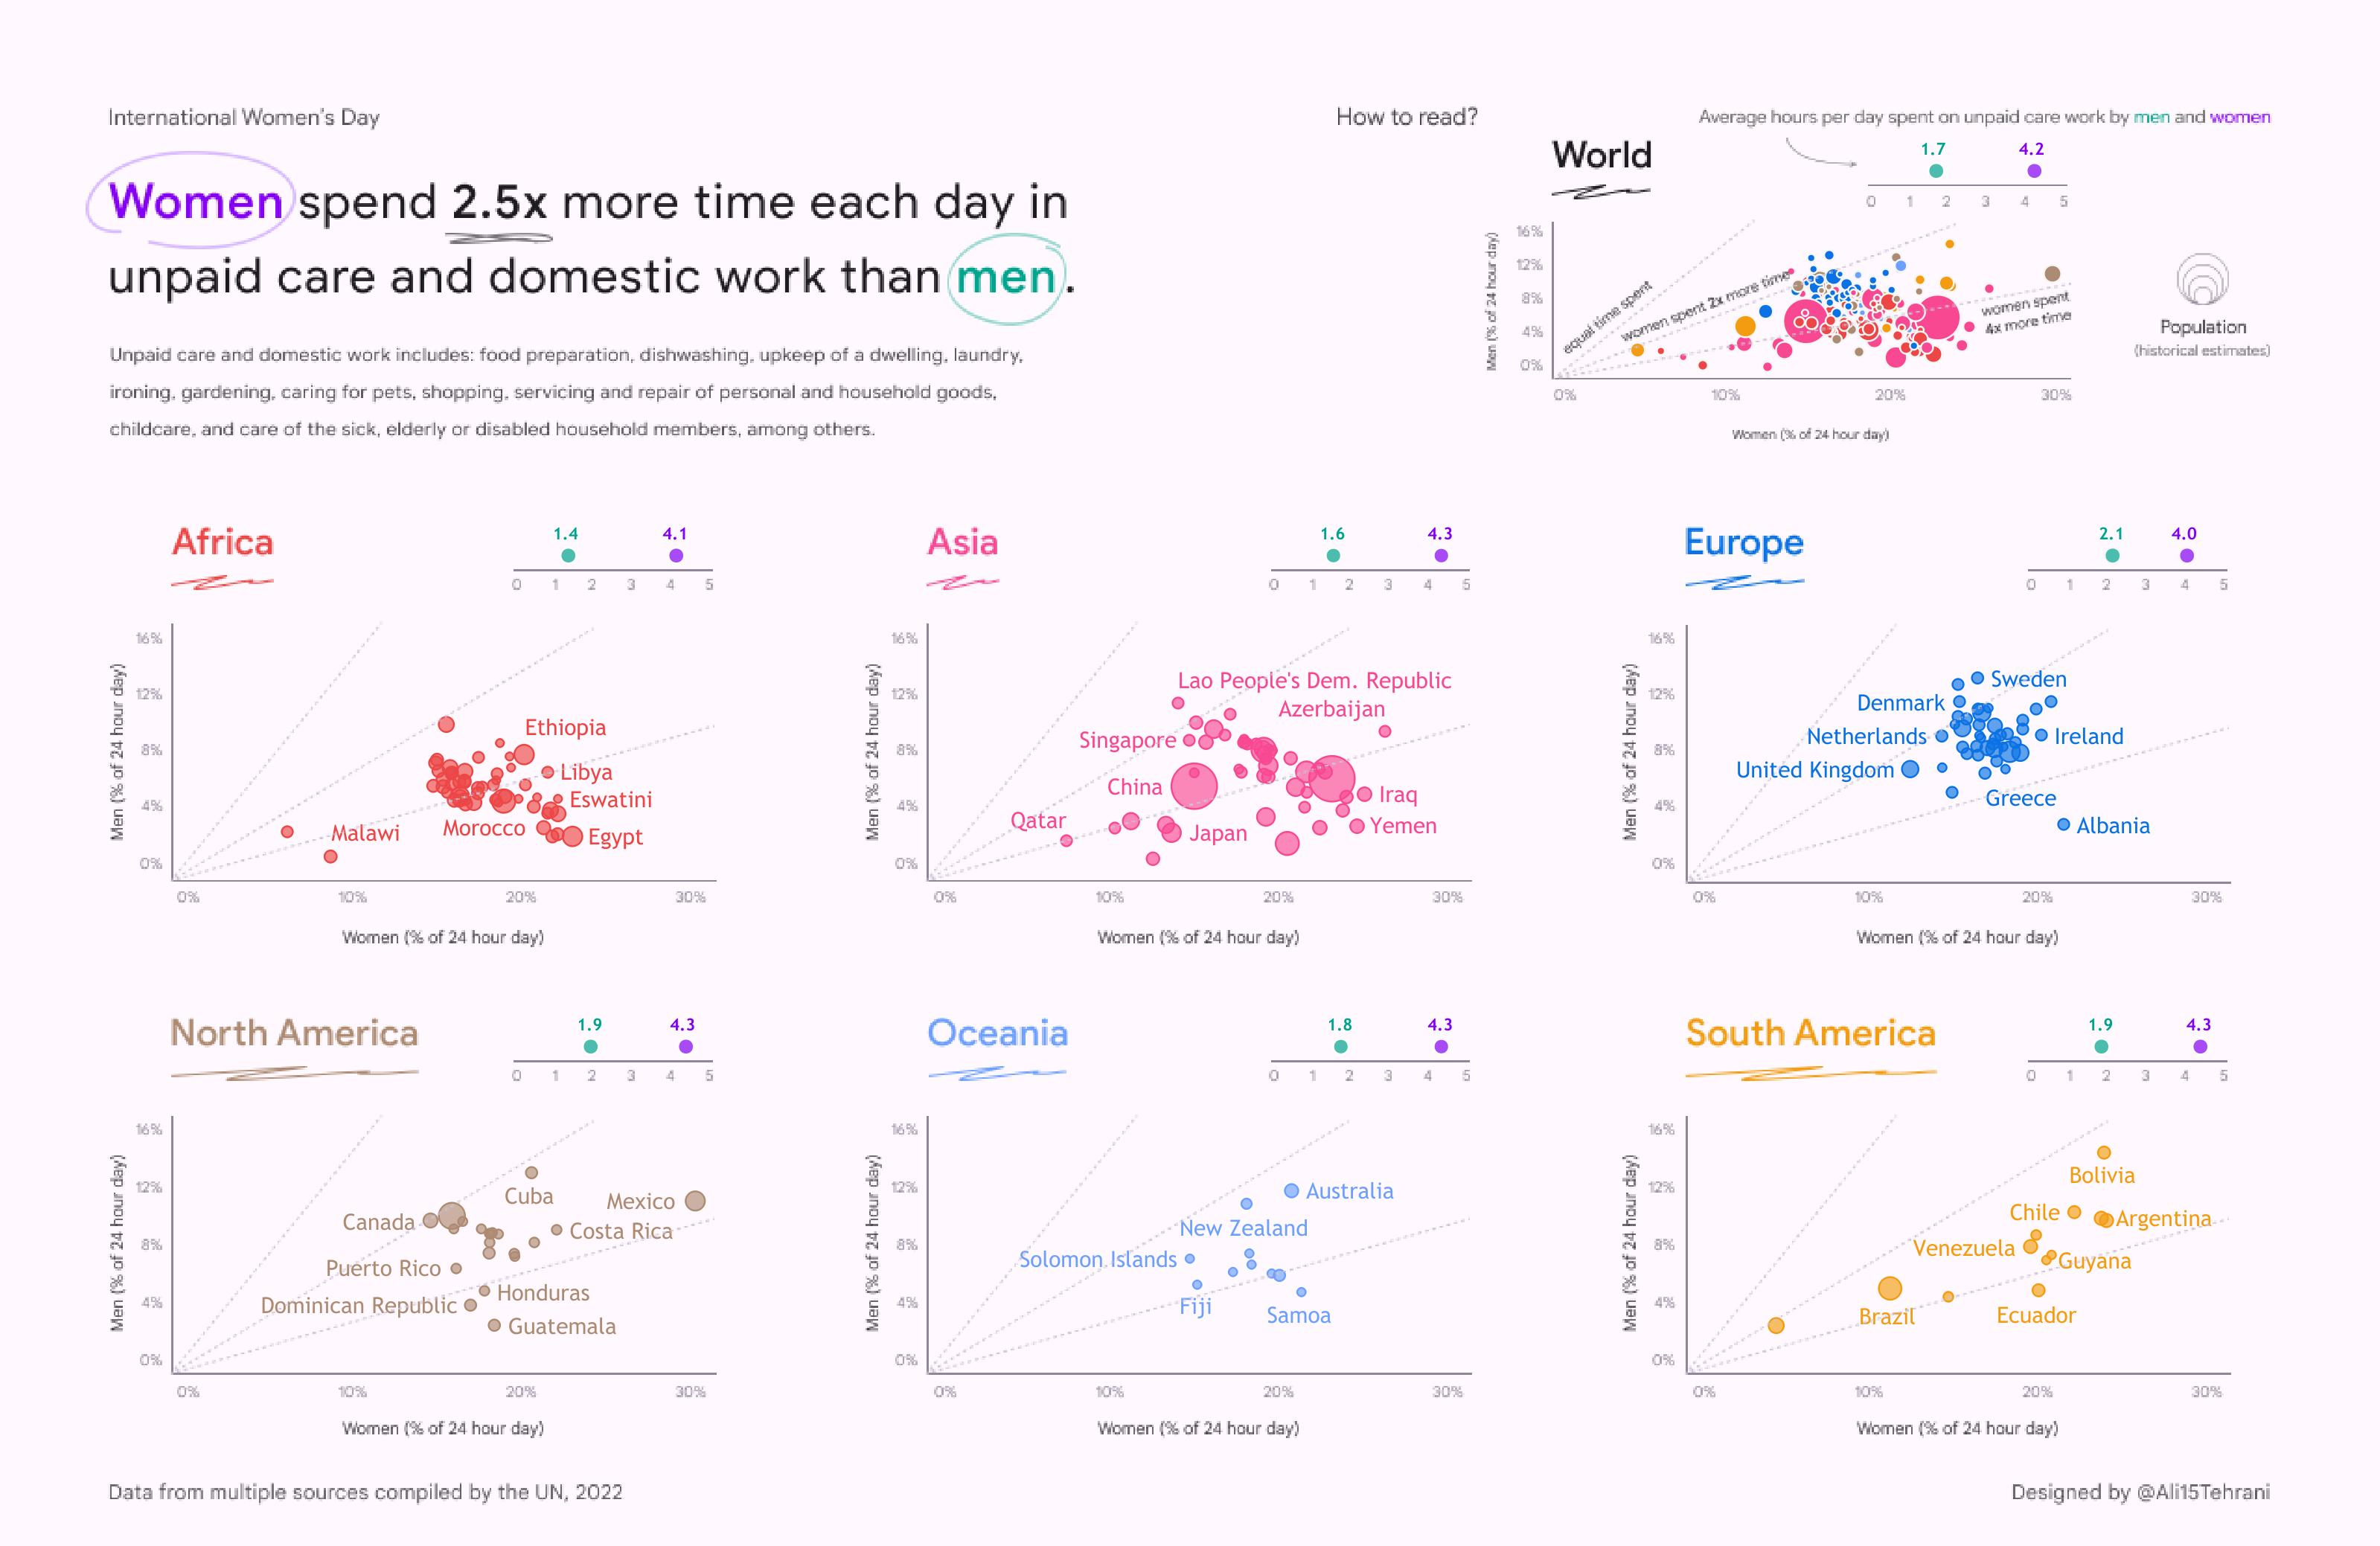 International Women's Day
Women spend 2.5x more time each day in
unpaid care and domestic work than men.
Unpaid care and domestic work includes: food preparation, dishwashing, upkeep of a dwelling, laundry,
ironing, gardening, caring for pets, shopping, servicing and repair of personal and household goods,
childcare, and care of the sick, elderly or disabled household members, among others.
How to read?
Average hours per day spent on unpaid care work by men and women
World
1.7 4.2
0 1 2 3 4 5
Men (% of 24 hour day)
16%
12%
8%
4%
0%
equal time spent
women spent 2x more time
women spent
4x more time
0% 10% 20% 30%
Women (% of 24 hour day)
Population
(historical estimates)
Africa
1.4 4.1
0 1 2 3 4 5
Men (% of 24 hour day)
16%
12%
8%
4%
0%
Ethiopia
Libya
Eswatini
Morocco
Malawi
Egypt
0% 10% 20% 30%
Women (% of 24 hour day)
Asia
1.6 4.3
0 1 2 3 4 5
Men (% of 24 hour day)
16%
12%
8%
4%
0%
Lao People's Dem. Republic
Azerbaijan
Singapore
China
Iraq
Qatar
Japan
Yemen
0% 10% 20% 30%
Women (% of 24 hour day)
Europe
2.1 4.0
0 1 2 3 4 5
Men (% of 24 hour day)
16%
12%
8%
4%
0%
Sweden
Denmark
Netherlands
Ireland
United Kingdom
Greece
Albania
0% 10% 20% 30%
Women (% of 24 hour day)
North America
1.9 4.3
0 1 2 3 4 5
Men (% of 24 hour day)
16%
12%
8%
4%
0%
Cuba
Mexico
Canada
Costa Rica
Puerto Rico
Honduras
Dominican Republic
Guatemala
0% 10% 20% 30%
Women (% of 24 hour day)
Oceania
1.8 4.3
0 1 2 3 4 5
Men (% of 24 hour day)
16%
12%
8%
4%
0%
Australia
New Zealand
Solomon Islands
Fiji
Samoa
0% 10% 20% 30%
Women (% of 24 hour day)
South America
1.9 4.3
0 1 2 3 4 5
Men (% of 24 hour day)
16%
12%
8%
4%
0%
Bolivia
Chile
Argentina
Venezuela
Guyana
Brazil
Ecuador
0% 10% 20% 30%
Women (% of 24 hour day)
Data from multiple sources compiled by the UN, 2022
Designed by @Ali15Tehrani